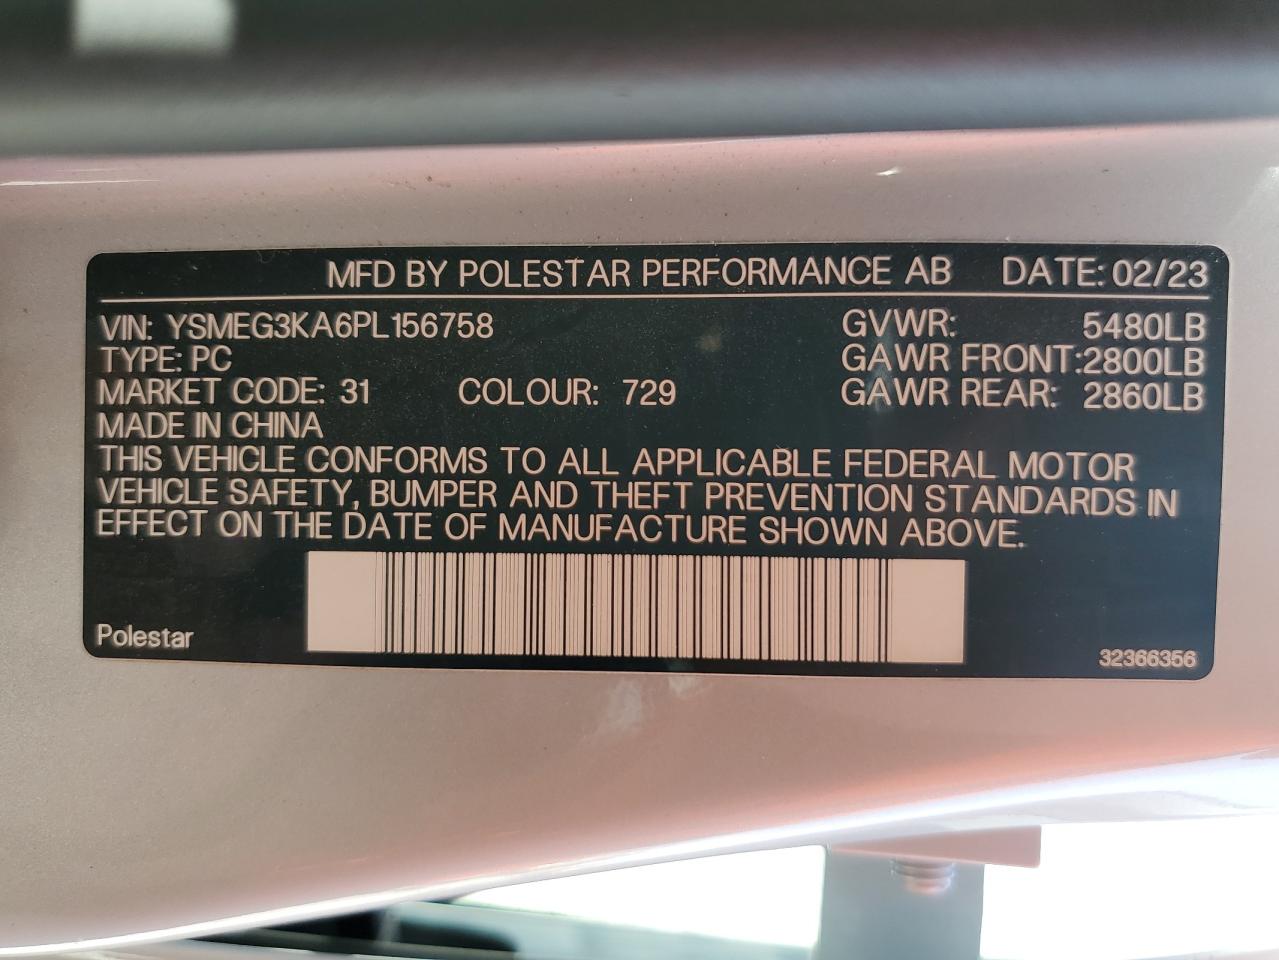 MFD BY POLESTAR PERFORMANCE AB DATE: 02/23
VIN: YSMEG3KA6PL156758 GVWR: 5480LB
TYPE: PC GAWR FRONT:2800LB
MARKET CODE: 31 COLOUR: 729 GAWR REAR: 2860LB
MADE IN CHINA
THIS VEHICLE CONFORMS TO ALL APPLICABLE FEDERAL MOTOR
VEHICLE SAFETY, BUMPER AND THEFT PREVENTION STANDARDS IN
EFFECT ON THE DATE OF MANUFACTURE SHOWN ABOVE.
Polestar 32366356